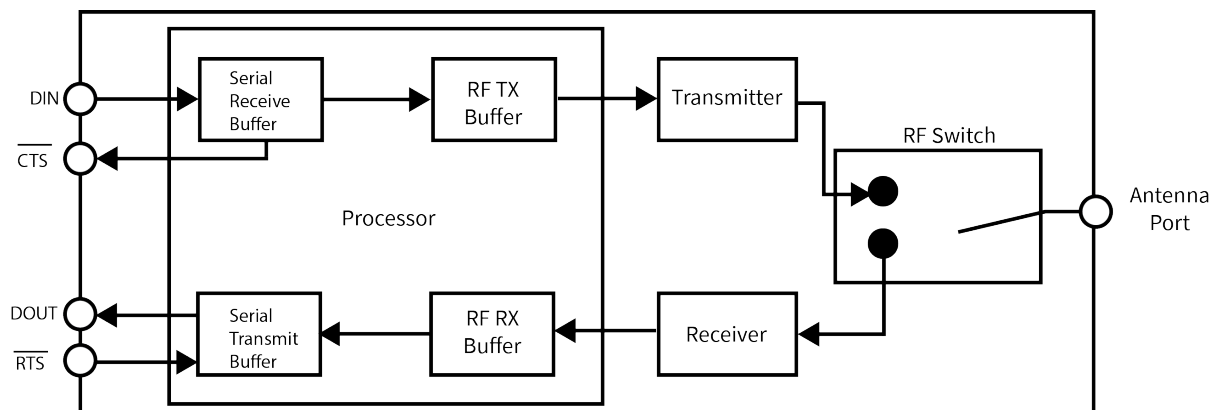 DIN
CTS
DOUT
RTS
Serial
Receive
Buffer
RF TX
Buffer
Transmitter
RF Switch
Antenna
Port
Processor
Serial
Transmit
Buffer
RF RX
Buffer
Receiver